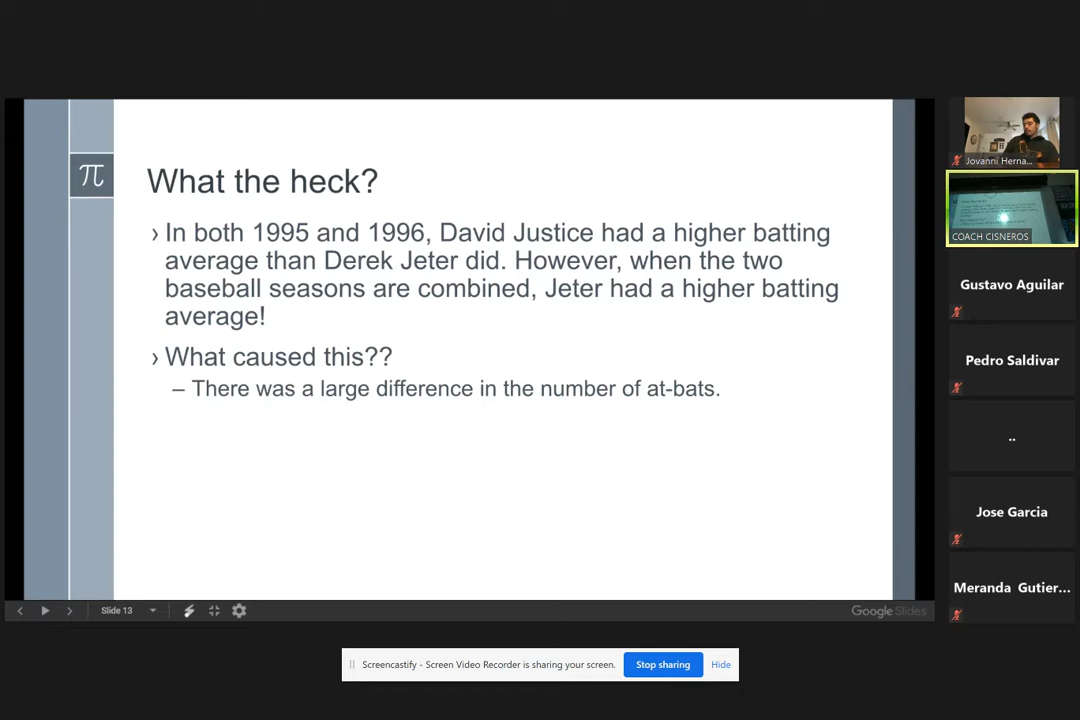 π
What the heck?
› In both 1995 and 1996, David Justice had a higher batting
average than Derek Jeter did. However, when the two
baseball seasons are combined, Jeter had a higher batting
average!
› What caused this??
– There was a large difference in the number of at-bats.
Slide 13
Google Slides
Screencastify - Screen Video Recorder is sharing your screen.
Stop sharing
Hide
Jovanni Herna...
COACH CISNEROS
Gustavo Aguilar
Pedro Saldivar
..
Jose Garcia
Meranda Gutier...